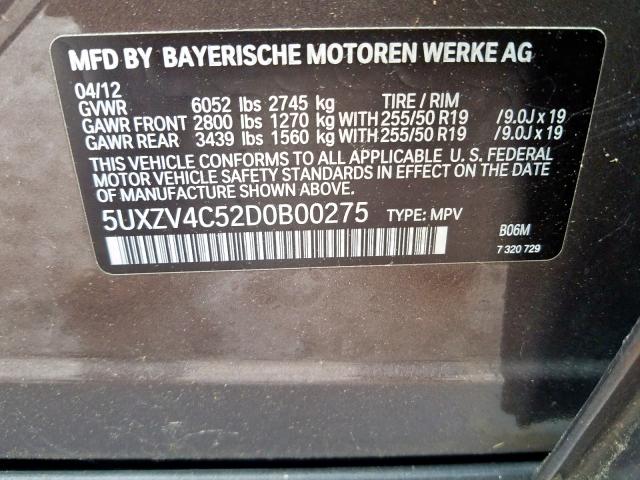 MFD BY BAYERISCHE MOTOREN WERKE AG
04/12
GVWR 6052 lbs 2745 kg TIRE / RIM
GAWR FRONT 2800 lbs 1270 kg WITH 255/50 R19 /9.0J x 19
GAWR REAR 3439 lbs 1560 kg WITH 255/50 R19 /9.0J x 19
THIS VEHICLE CONFORMS TO ALL APPLICABLE U.S. FEDERAL
MOTOR VEHICLE SAFETY STANDARDS IN EFFECT ON THE DATE
OF MANUFACTURE SHOWN ABOVE.
5UXZV4C52D0B00275 TYPE: MPV
B06M
7 320 729